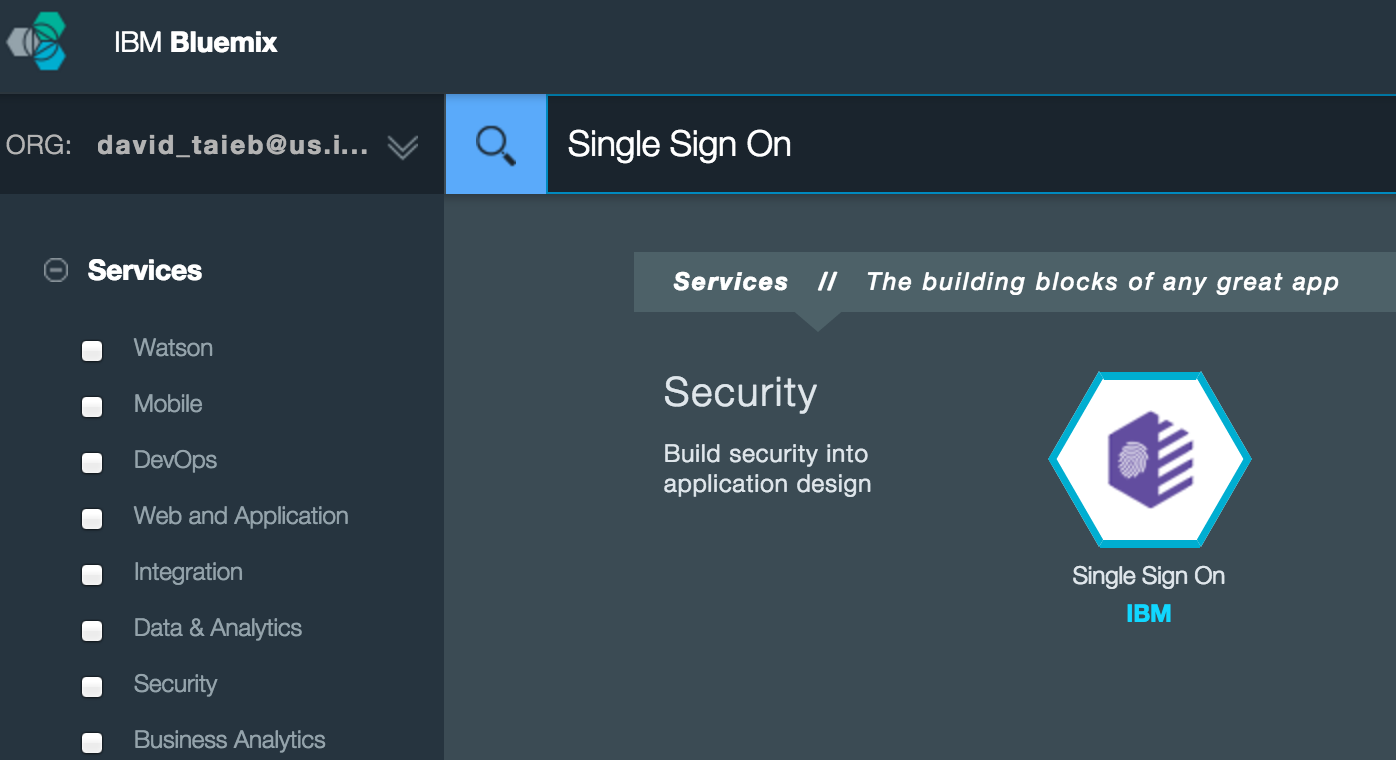 IBM Bluemix
ORG: david_taieb@us.i...
Single Sign On
Services
Watson
Mobile
DevOps
Web and Application
Integration
Data & Analytics
Security
Business Analytics
Services // The building blocks of any great app
Security
Build security into
application design
Single Sign On
IBM